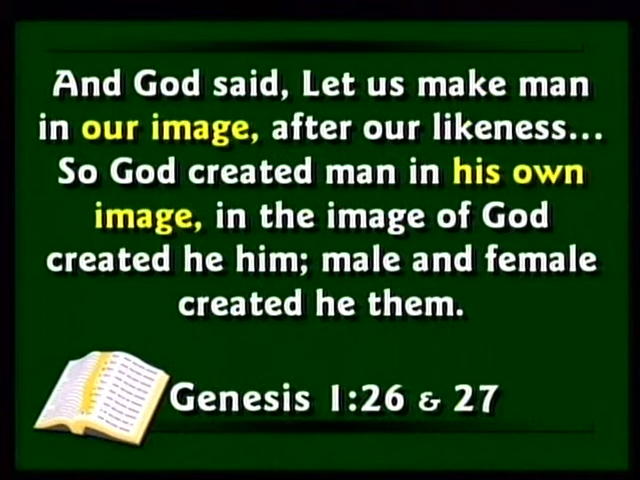 And God said, Let us make man
in our image, after our likeness...
So God created man in his own
image, in the image of God
created he him; male and female
created he them.
Genesis 1:26 & 27